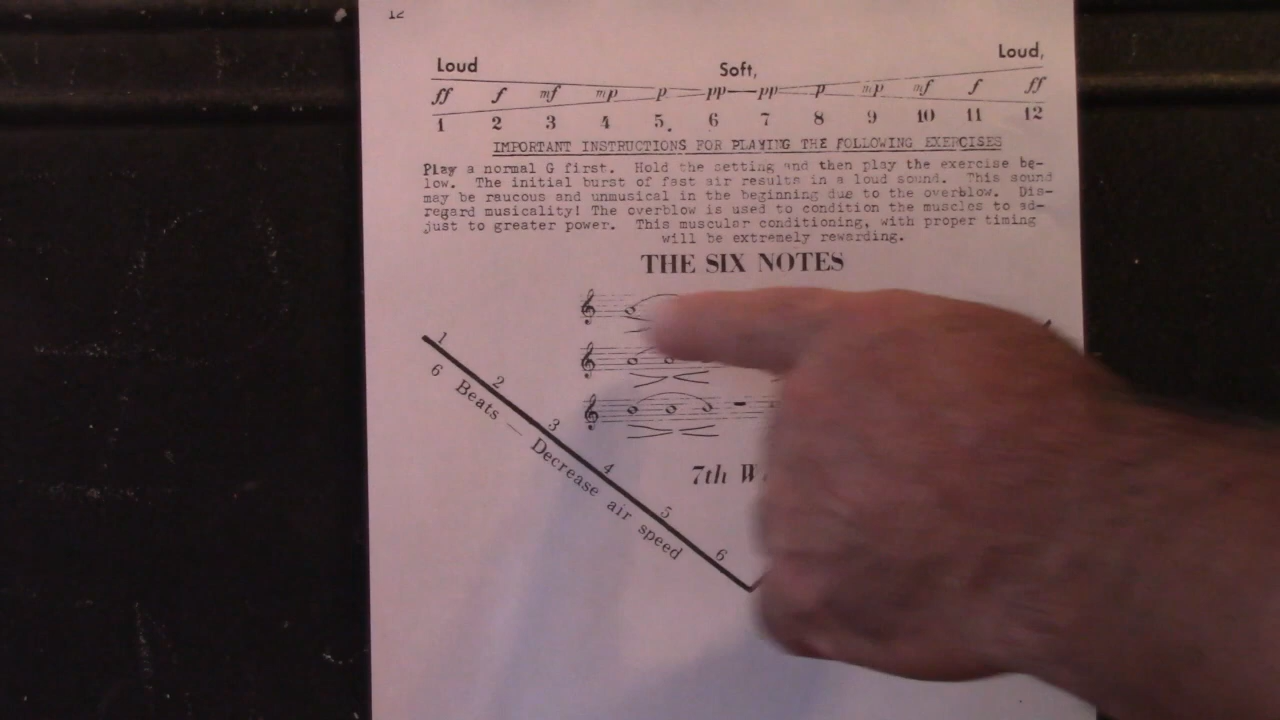 12
Loud Soft, Loud,
ff f mf mp p pp pp p mp mf f ff
1 2 3 4 5. 6 7 8 9 10 11 12
IMPORTANT INSTRUCTIONS FOR PLAYING THE FOLLOWING EXERCISES
Play a normal G first. Hold the setting and then play the exercise be-
low. The initial burst of fast air results in a loud sound. This sound
may be raucous and unmusical in the beginning due to the overblow. Dis-
regard musicality! The overblow is used to condition the muscles to ad-
just to greater power. This muscular conditioning, with proper timing
will be extremely rewarding.
THE SIX NOTES
1 2 3 4 5 6
6 Beats — Decrease air speed
7th